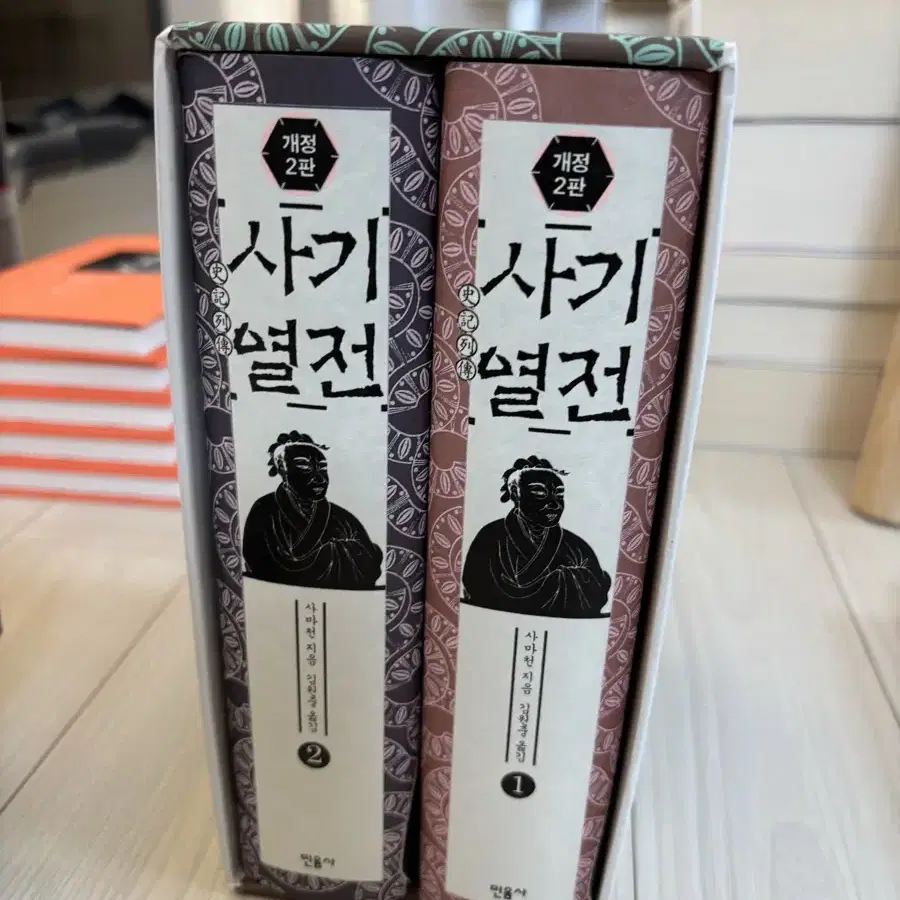 개정
2판
사기
열전
史記列傳
사마천 지음 김원중 옮김
2
민음사
개정
2판
사기
열전
史記列傳
사마천 지음 김원중 옮김
1
민음사